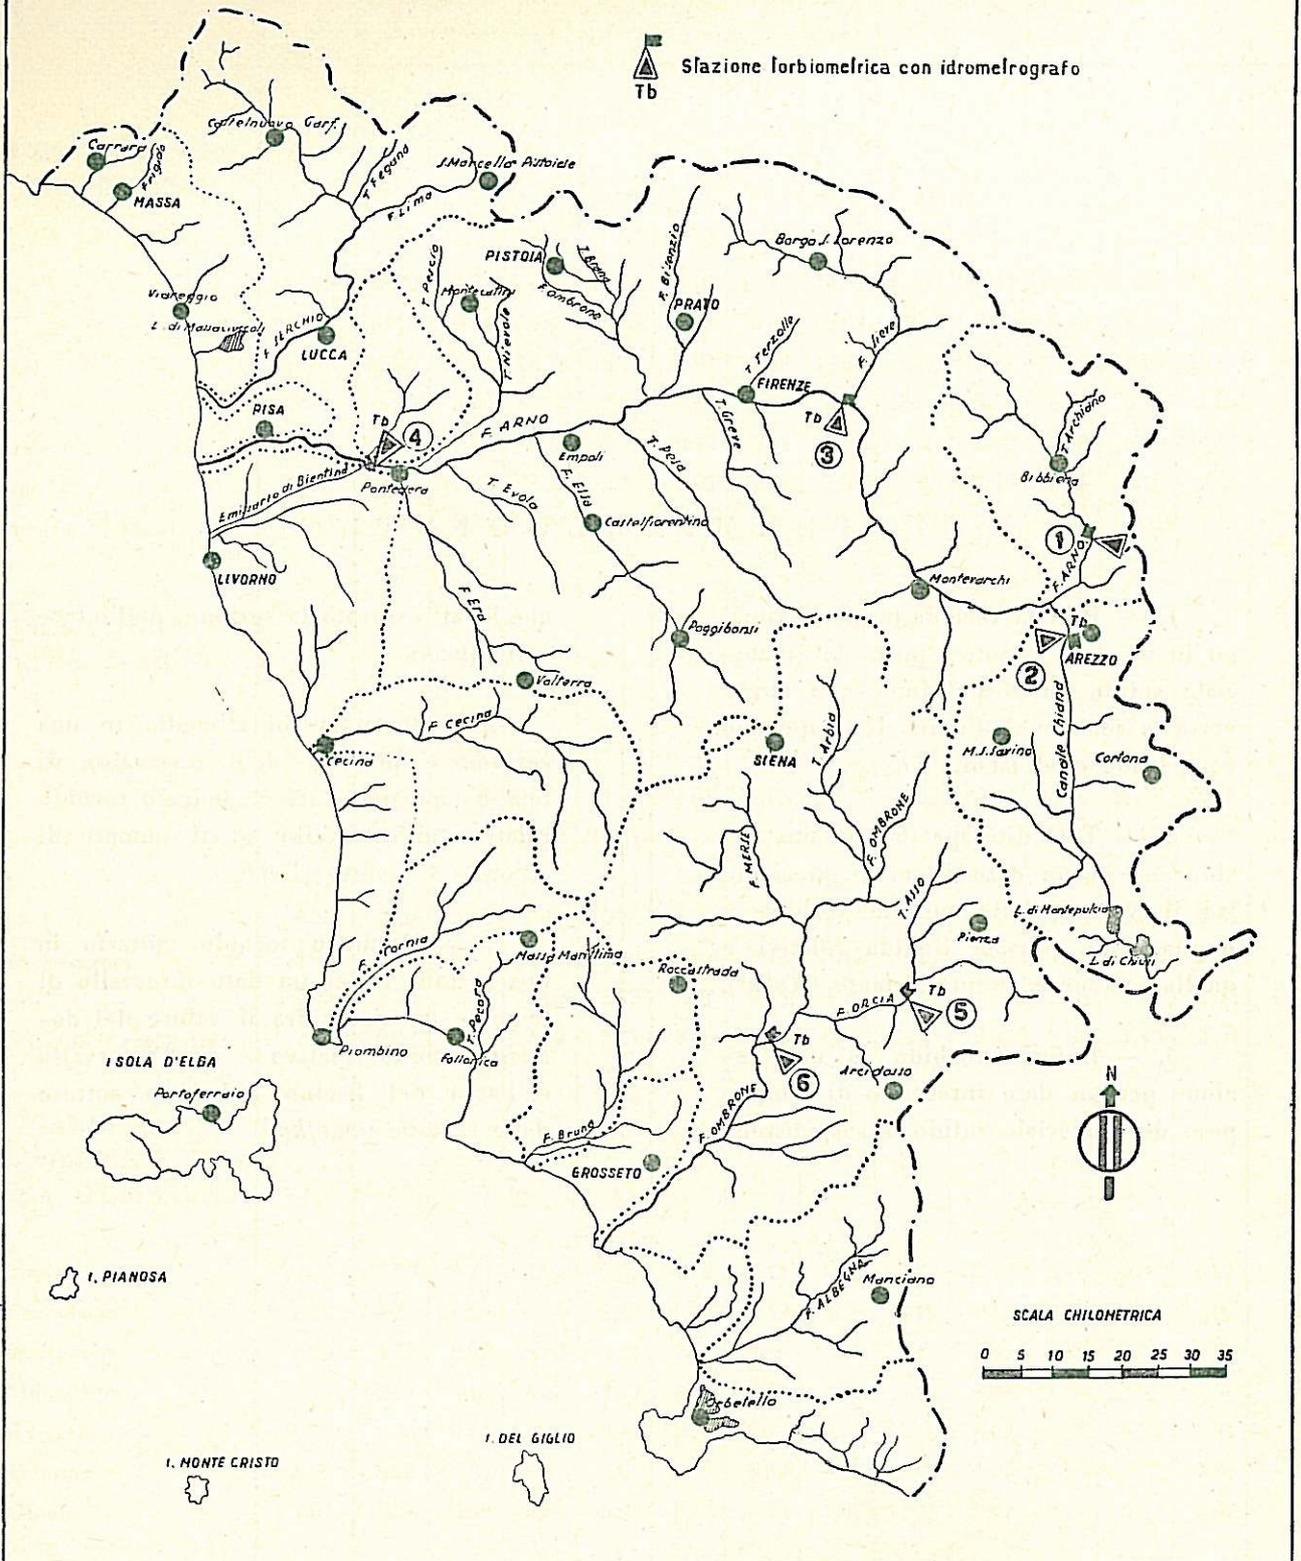 Stazione torbiometrica con idrometrografo
Tb
Castelnuovo Garf.
Carrara
Frigido
MASSA
T. Fegana
S. Marcello Pistoiese
F. Lima
PISTOIA
T. Brana
F. Ombrone
F. Bisenzio
PRATO
Borgo S. Lorenzo
T. Pescia
Montecatini
T. Nievole
Viareggio
L. di Massaciuccoli
F. SERCHIO
LUCCA
T. Terzolle
F. Sieve
FIRENZE
PISA
Tb
4
F. ARNO
Empoli
T. Greve
T. Pesa
Tb
3
T. Archiano
Bibbiena
Emissario di Bientina
Pontedera
T. Evola
F. Elsa
Castelfiorentino
1
F. ARNO
LIVORNO
F. Era
Montevarchi
Poggibonsi
Tb
AREZZO
2
Volterra
F. Cecina
Cecina
SIENA
T. Arbia
M. S. Savino
Canale Chiana
Cortona
F. MERSE
F. OMBRONE
T. ASSO
Pienza
L. di Montepulciano
L. di Chiusi
F. Cornia
Massa Marittima
Roccastrada
F. ORCIA
Tb
5
Piombino
T. Pecora
Follonica
Tb
6
Arcidosso
ISOLA D'ELBA
Portoferraio
F. Bruna
F. OMBRONE
GROSSETO
N
I. PIANOSA
F. ALBEGNA
Manciano
SCALA CHILOMETRICA
0 5 10 15 20 25 30 35
Orbetello
I. DEL GIGLIO
I. MONTE CRISTO